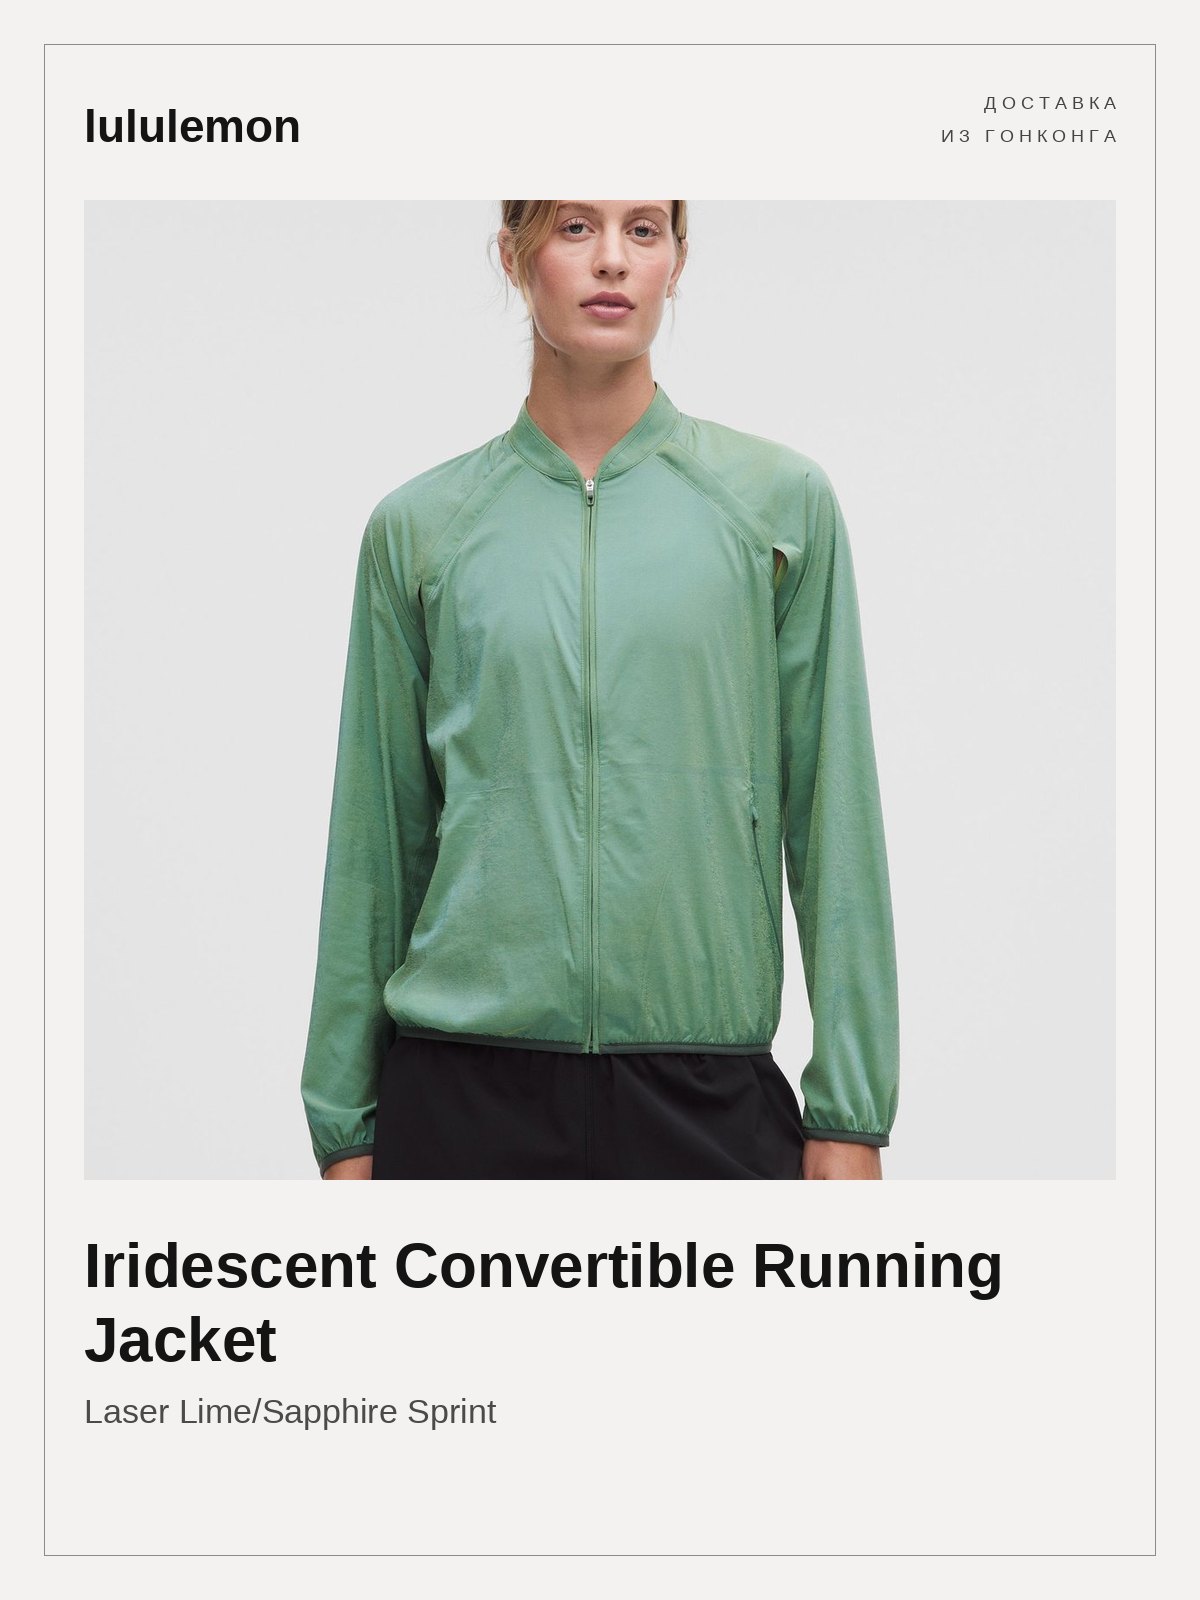 lululemon
ДОСТАВКА
ИЗ ГОНКОНГА
Iridescent Convertible Running
Jacket
Laser Lime/Sapphire Sprint